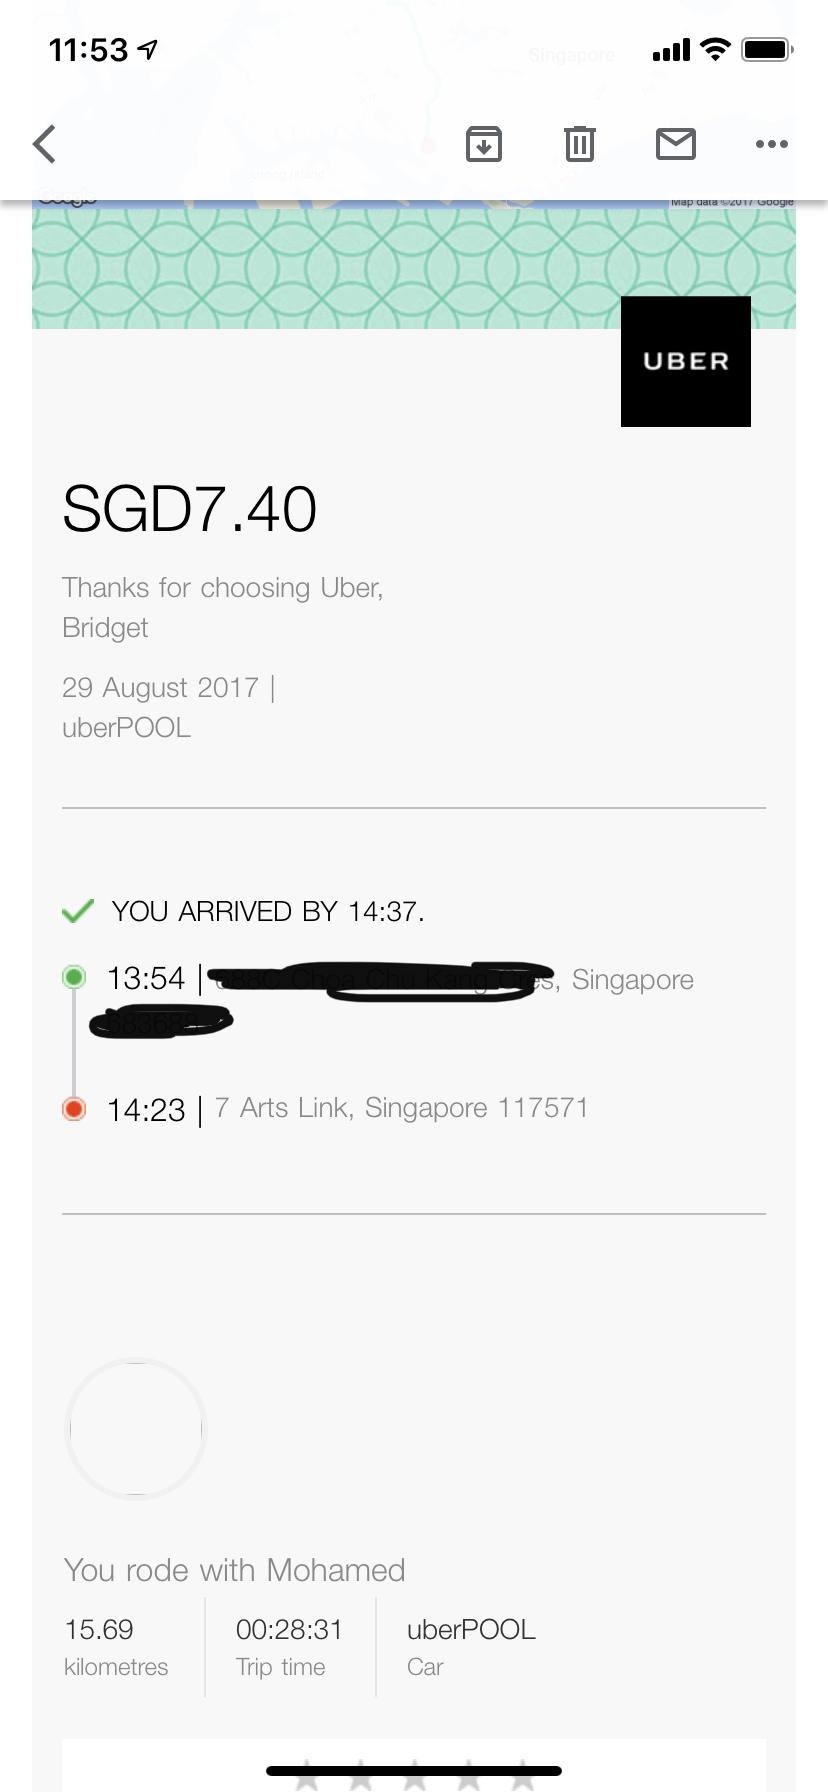 11:53
Google
Map data ©2017 Google
UBER
SGD7.40
Thanks for choosing Uber,
Bridget
29 August 2017 |
uberPOOL
YOU ARRIVED BY 14:37.
13:54 | Singapore
14:23 | 7 Arts Link, Singapore 117571
You rode with Mohamed
15.69 00:28:31 uberPOOL
kilometres Trip time Car